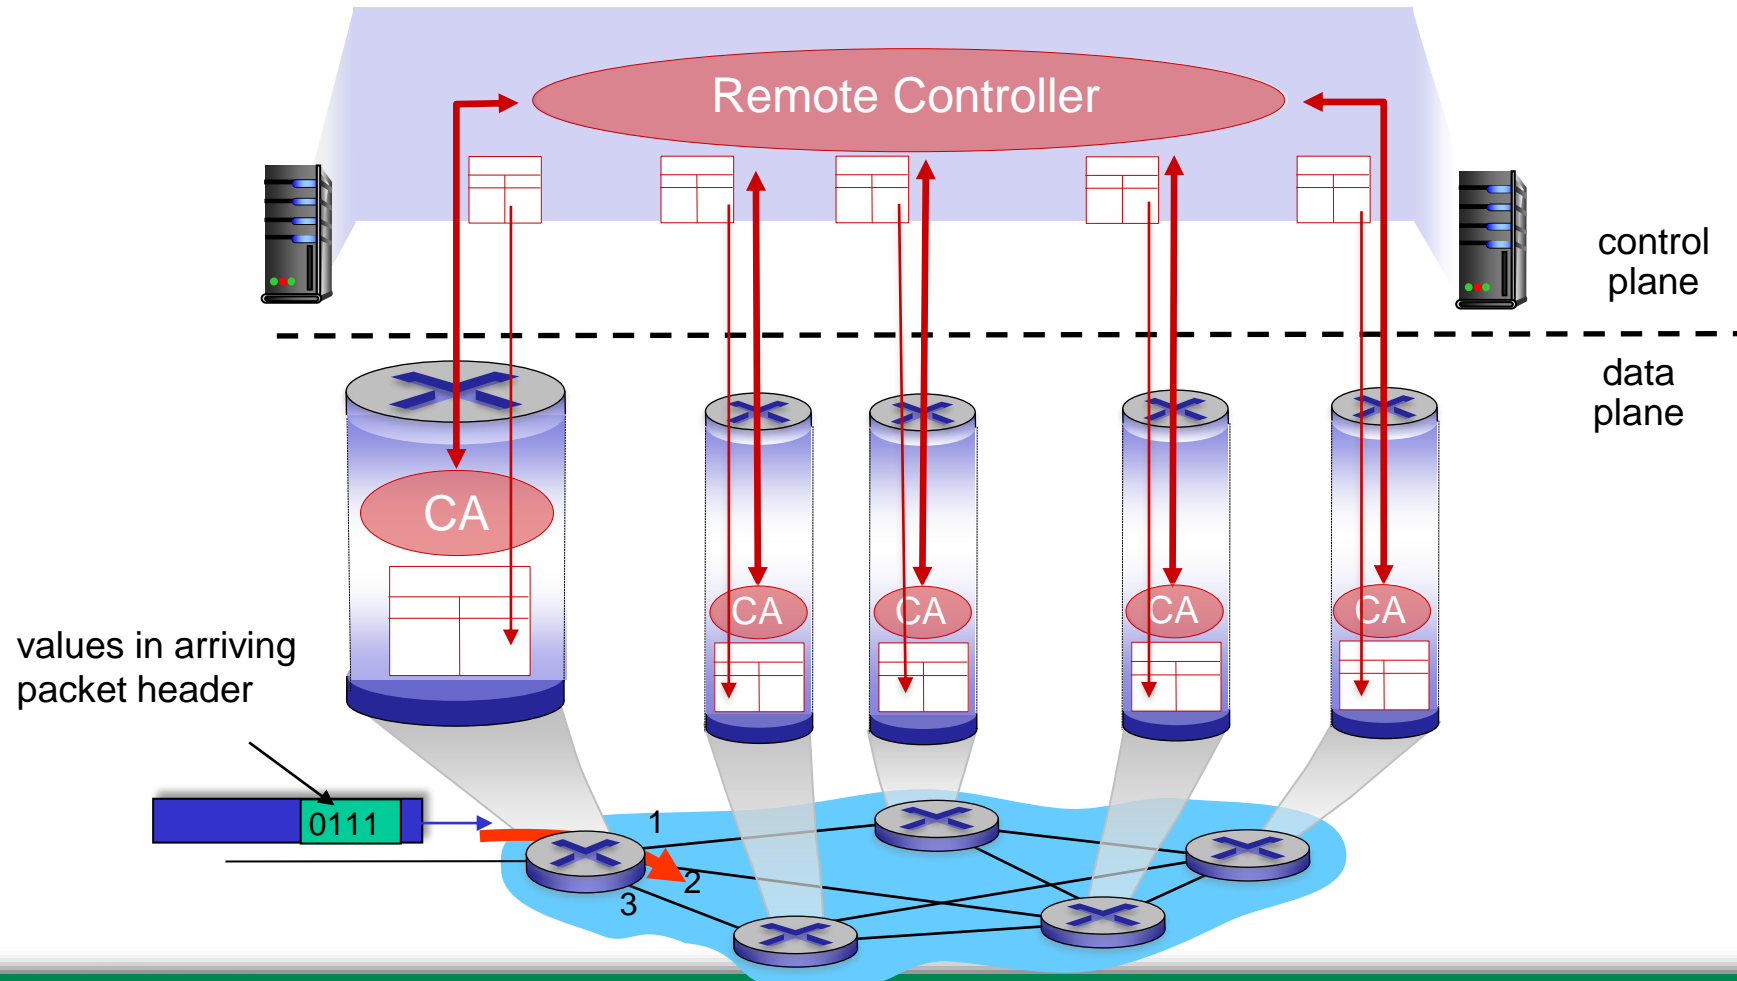 Remote Controller
control
plane
data
plane
CA
CA
CA
CA
CA
values in arriving
packet header
0111
1
2
3